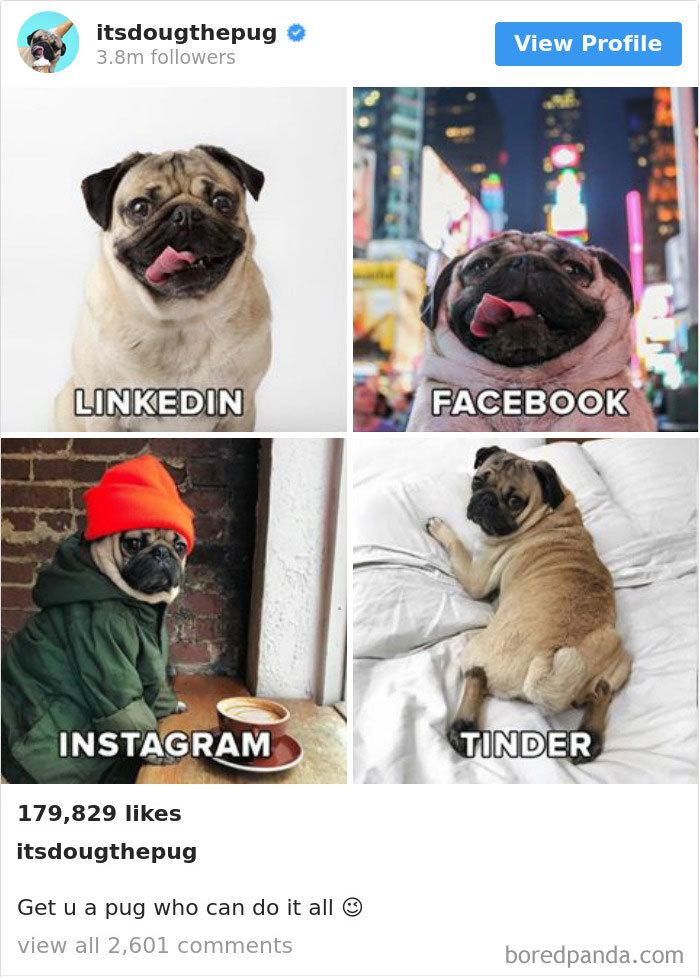 itsdougthepug
3.8m followers
View Profile
LINKEDIN
FACEBOOK
INSTAGRAM
TINDER
179,829 likes
itsdougthepug
Get u a pug who can do it all 😉
view all 2,601 comments
boredpanda.com